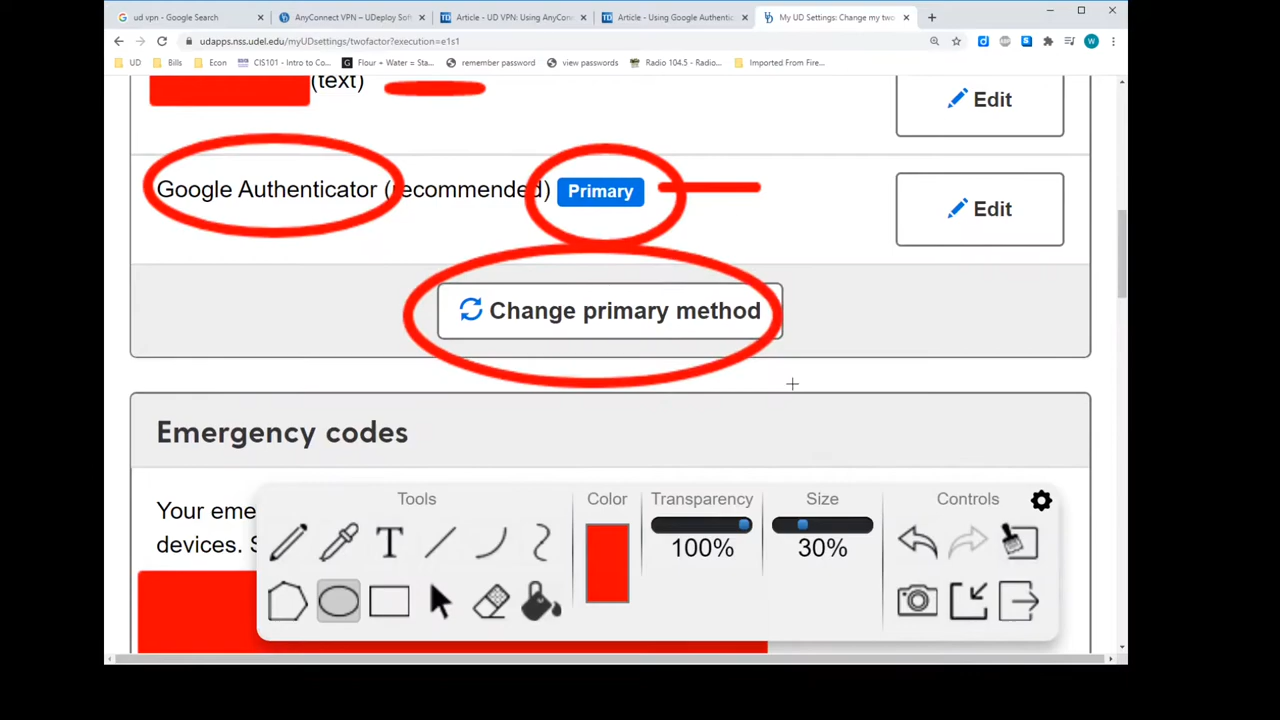 ud vpn - Google Search
AnyConnect VPN – UDeploy Sof
Article - UD VPN: Using AnyCon
Article - Using Google Authentic
My UD Settings: Change my two
udapps.nss.udel.edu/myUDsettings/twofactor?execution=e1s1
UD
Bills
Econ
CIS101 - Intro to Co...
Flour + Water = Sta...
remember password
view passwords
Radio 104.5 - Radio...
Imported From Fire...
(text)
Edit
Google Authenticator (recommended) Primary
Edit
Change primary method
Emergency codes
Your eme
devices. S
Tools
Color
Transparency
Size
Controls
100%
30%